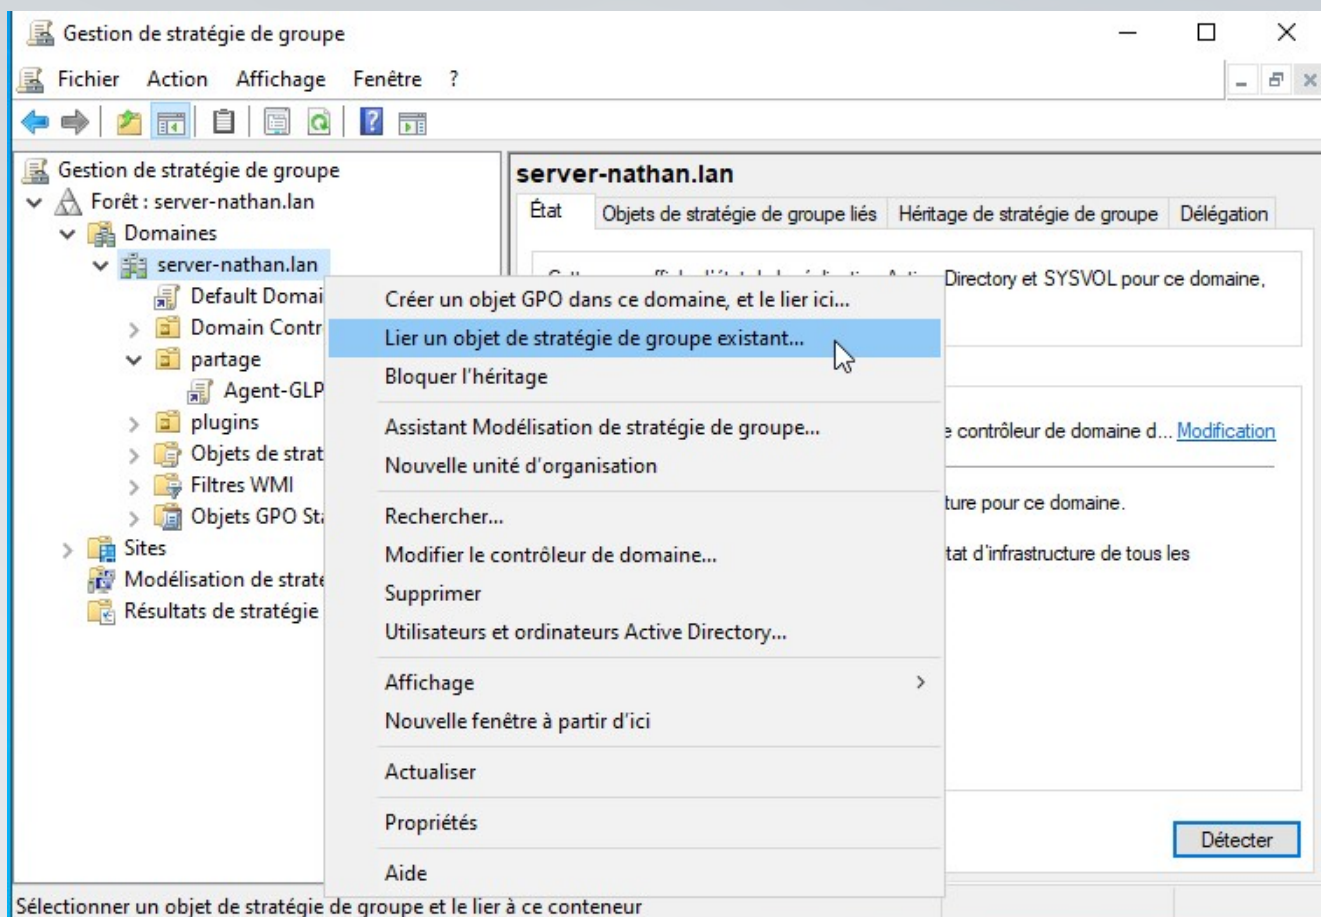 Gestion de stratégie de groupe
Fichier Action Affichage Fenêtre ?
Gestion de stratégie de groupe
Forêt : server-nathan.lan
Domaines
server-nathan.lan
Default Domai
Domain Contr
partage
Agent-GLP
plugins
Objets de strat
Filtres WMI
Objets GPO Sta
Sites
Modélisation de straté
Résultats de stratégie
Créer un objet GPO dans ce domaine, et le lier ici...
Lier un objet de stratégie de groupe existant...
Bloquer l'héritage
Assistant Modélisation de stratégie de groupe...
Nouvelle unité d'organisation
Rechercher...
Modifier le contrôleur de domaine...
Supprimer
Utilisateurs et ordinateurs Active Directory...
Affichage
Nouvelle fenêtre à partir d'ici
Actualiser
Propriétés
Aide
server-nathan.lan
État Objets de stratégie de groupe liés Héritage de stratégie de groupe Délégation
Directory et SYSVOL pour ce domaine,
contrôleur de domaine d... Modification
ture pour ce domaine.
tat d'infrastructure de tous les
Détecter
Sélectionner un objet de stratégie de groupe et le lier à ce conteneur